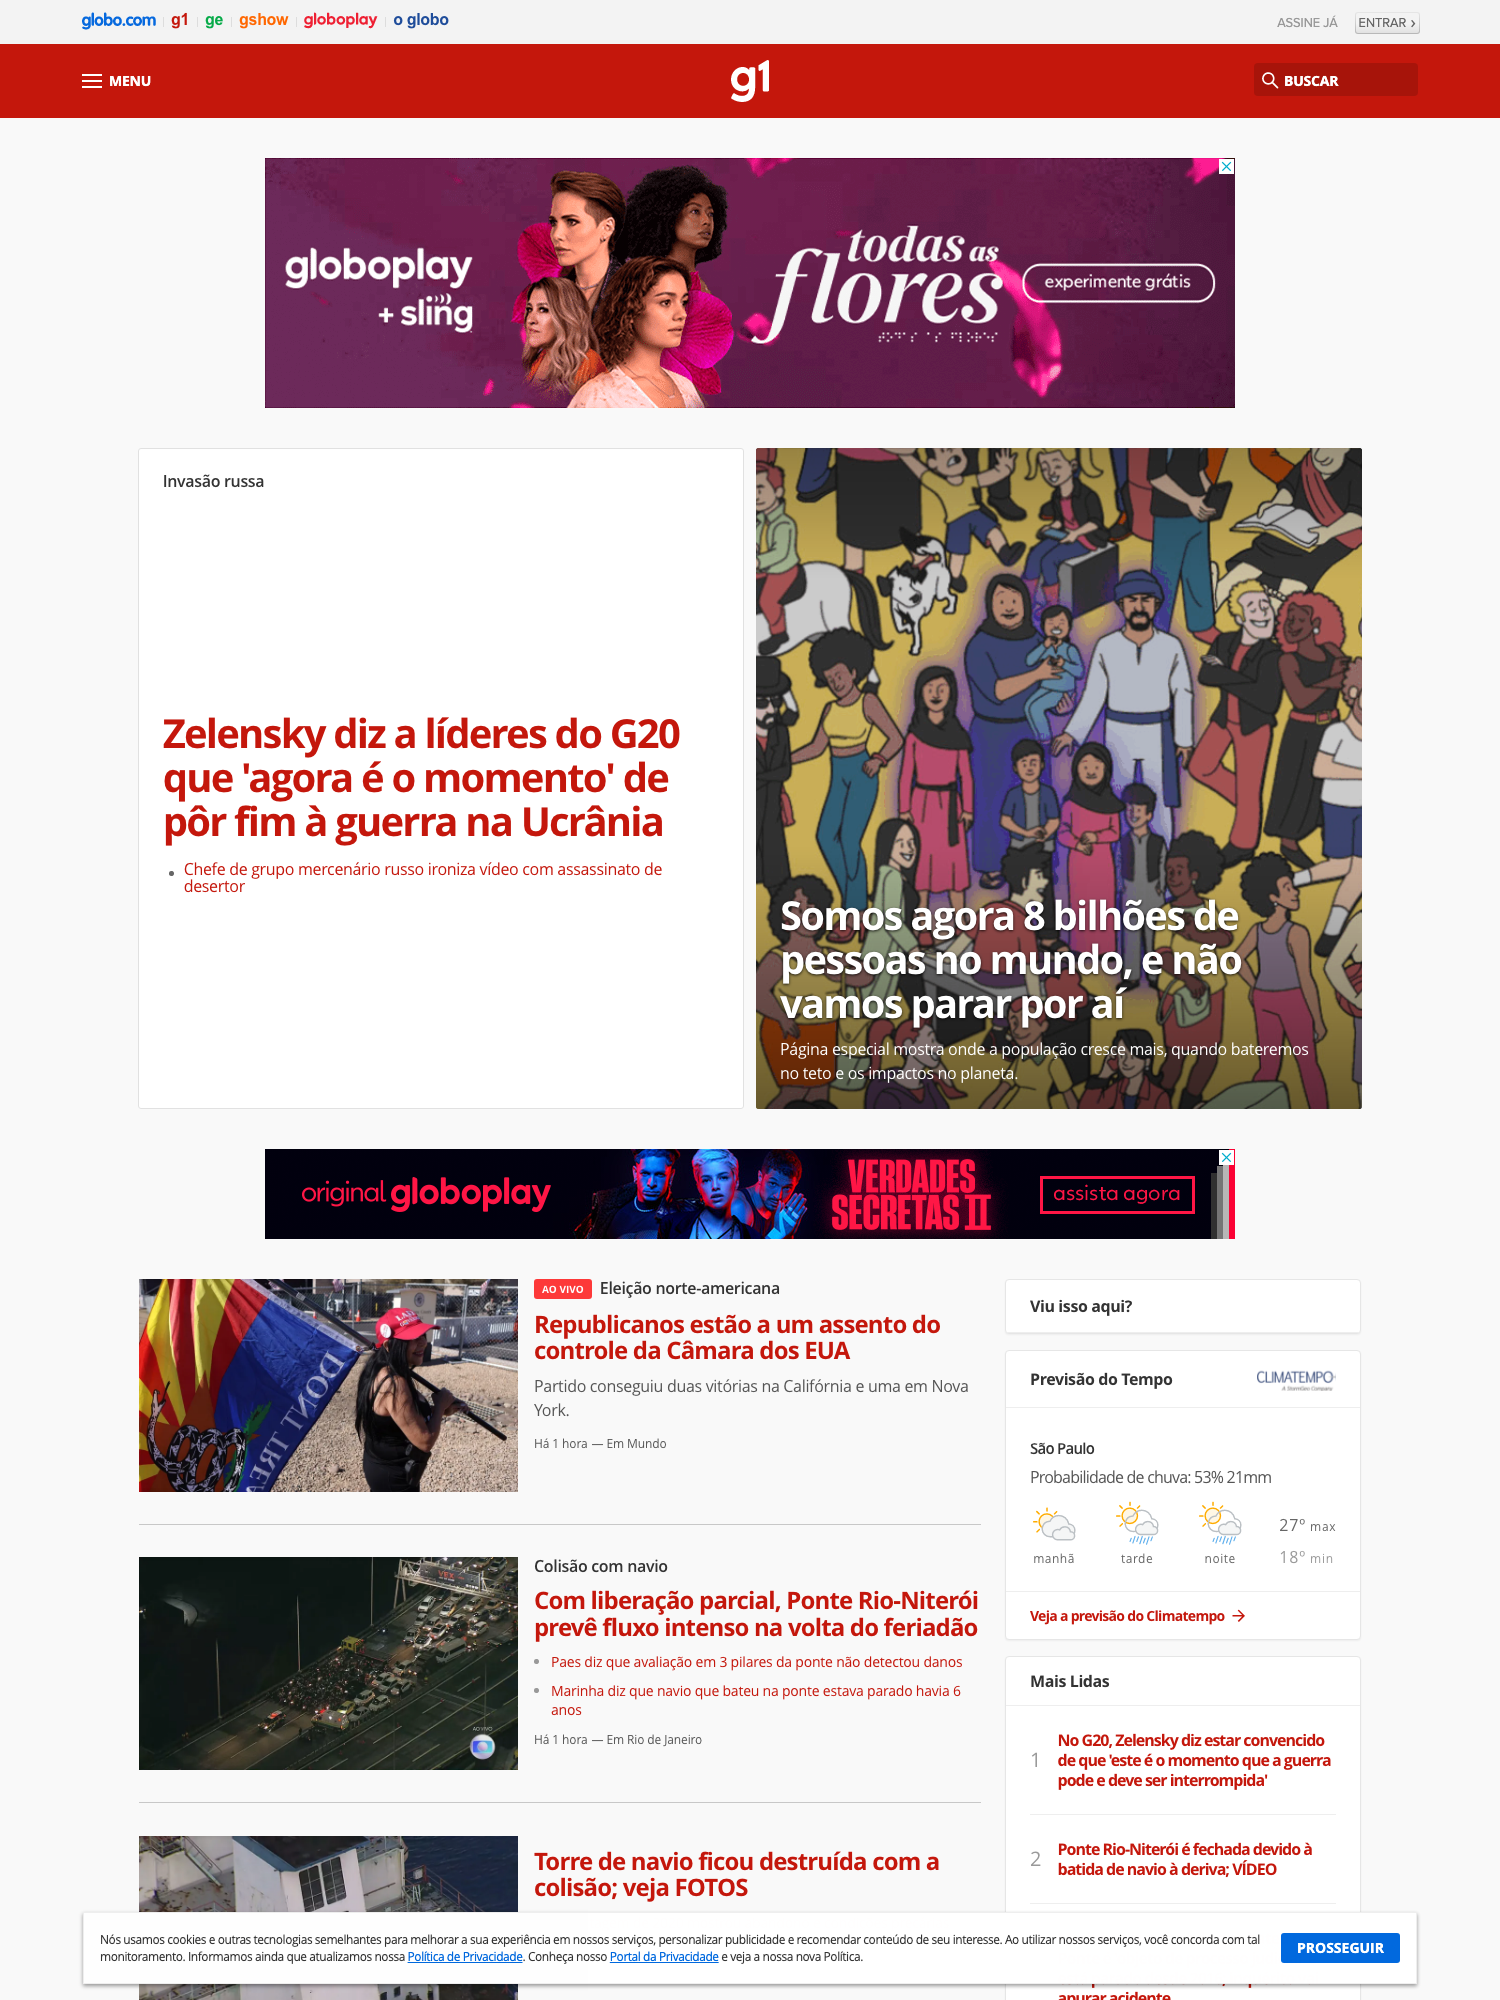 globo.com g1 ge gshow globoplay o globo
ASSINE JÁ ENTRAR ›
MENU
g1
BUSCAR
globoplay
+ sling
todas as
flores
experimente grátis
Invasão russa
Zelensky diz a líderes do G20
que 'agora é o momento' de
pôr fim à guerra na Ucrânia
Chefe de grupo mercenário russo ironiza vídeo com assassinato de
desertor
Somos agora 8 bilhões de
pessoas no mundo, e não
vamos parar por aí
Página especial mostra onde a população cresce mais, quando bateremos
no teto e os impactos no planeta.
original globoplay
VERDADES
SECRETAS II
assista agora
AO VIVO Eleição norte-americana
Republicanos estão a um assento do
controle da Câmara dos EUA
Partido conseguiu duas vitórias na Califórnia e uma em Nova
York.
Há 1 hora — Em Mundo
DON'T TREA
Colisão com navio
Com liberação parcial, Ponte Rio-Niterói
prevê fluxo intenso na volta do feriadão
Paes diz que avaliação em 3 pilares da ponte não detectou danos
Marinha diz que navio que bateu na ponte estava parado havia 6
anos
Há 1 hora — Em Rio de Janeiro
AO VIVO
Torre de navio ficou destruída com a
colisão; veja FOTOS
Viu isso aqui?
Previsão do Tempo
CLIMATEMPO
A StormGeo Company
São Paulo
Probabilidade de chuva: 53% 21mm
manhã tarde noite
27º max
18º min
Veja a previsão do Climatempo →
Mais Lidas
1
No G20, Zelensky diz estar convencido
de que 'este é o momento que a guerra
pode e deve ser interrompida'
2
Ponte Rio-Niterói é fechada devido à
batida de navio à deriva; VÍDEO
Nós usamos cookies e outras tecnologias semelhantes para melhorar a sua experiência em nossos serviços, personalizar publicidade e recomendar conteúdo de seu interesse. Ao utilizar nossos serviços, você concorda com tal
monitoramento. Informamos ainda que atualizamos nossa Política de Privacidade. Conheça nosso Portal da Privacidade e veja a nossa nova Política.
PROSSEGUIR
apurar acidente